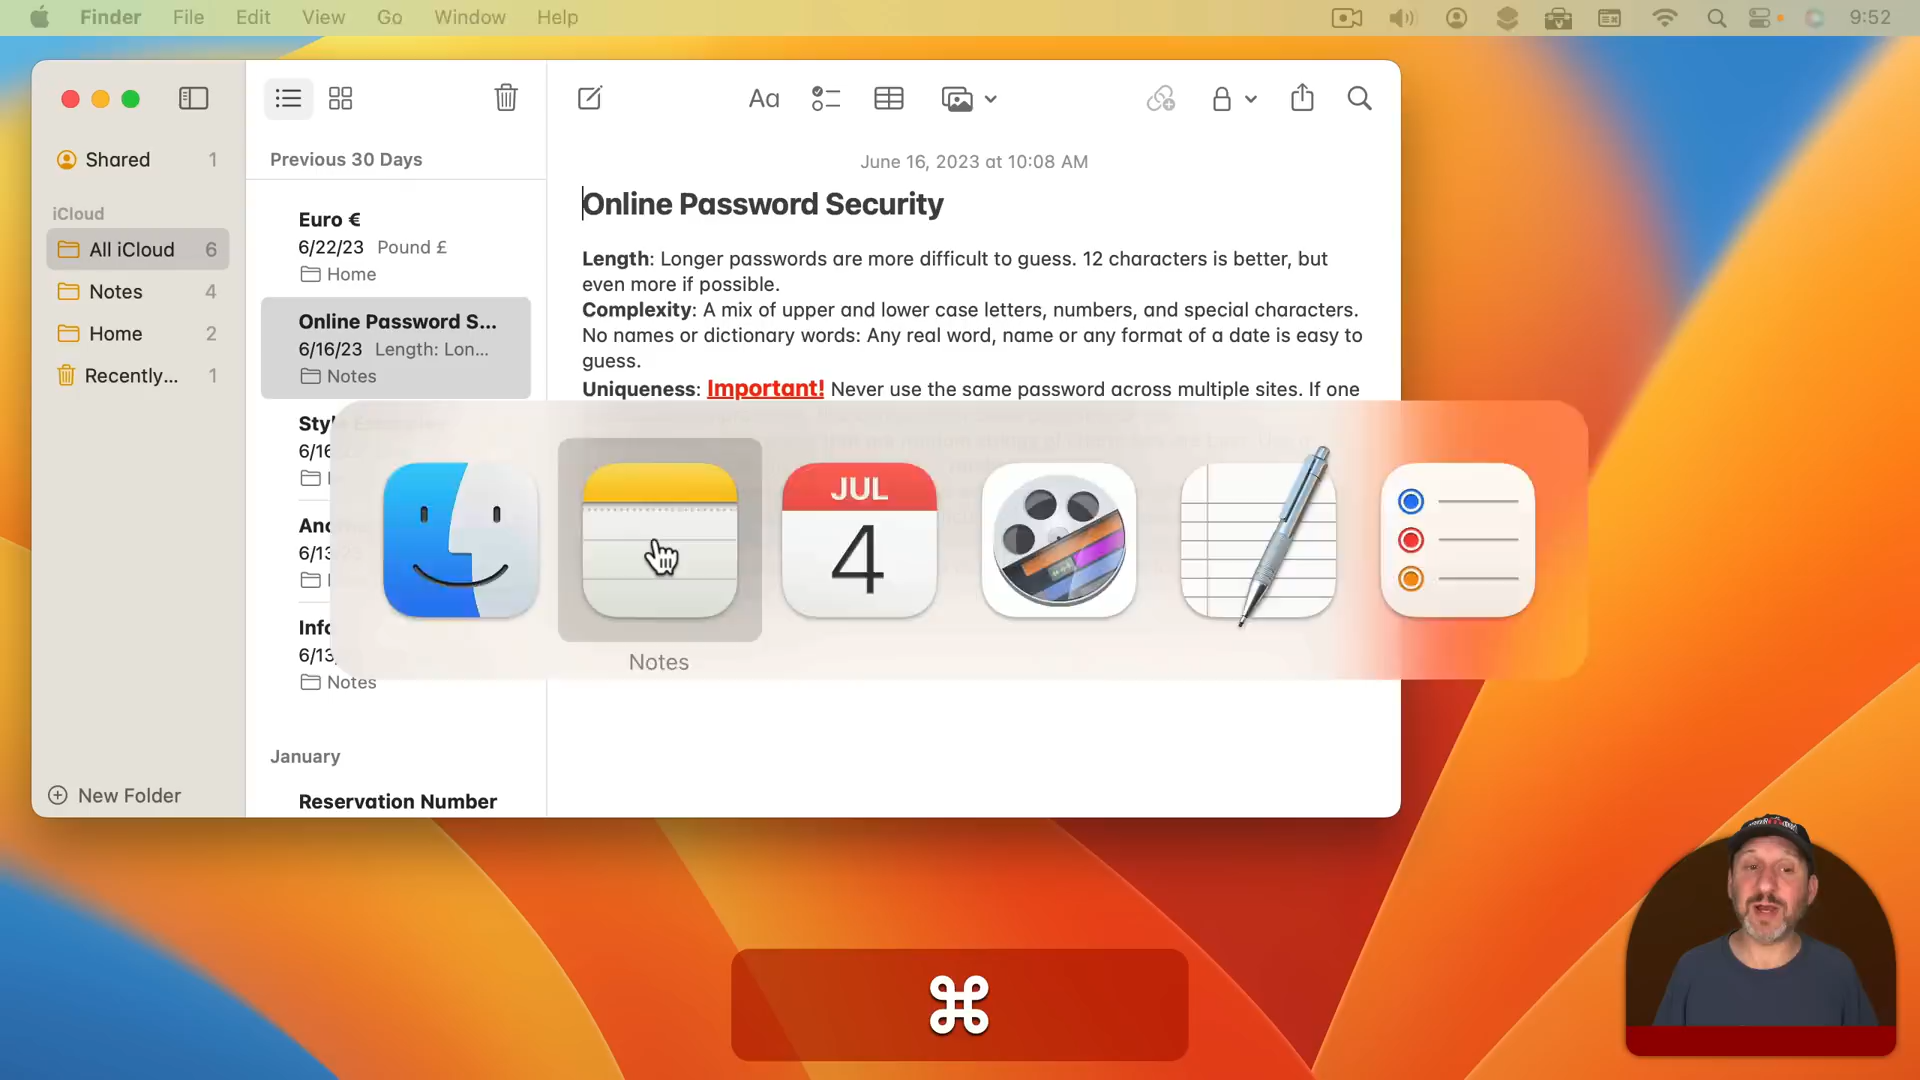 Finder File Edit View Go Window Help 9:52
Shared 1
iCloud
All iCloud 6
Notes 4
Home 2
Recently... 1
New Folder
Previous 30 Days
Euro €
6/22/23 Pound £
Home
Online Password S...
6/16/23 Length: Lon...
Notes
Notes
January
Reservation Number
Aa
June 16, 2023 at 10:08 AM
Online Password Security
Length: Longer passwords are more difficult to guess. 12 characters is better, but
even more if possible.
Complexity: A mix of upper and lower case letters, numbers, and special characters.
No names or dictionary words: Any real word, name or any format of a date is easy to
guess.
Uniqueness: Important! Never use the same password across multiple sites. If one
JUL
4
Notes
⌘